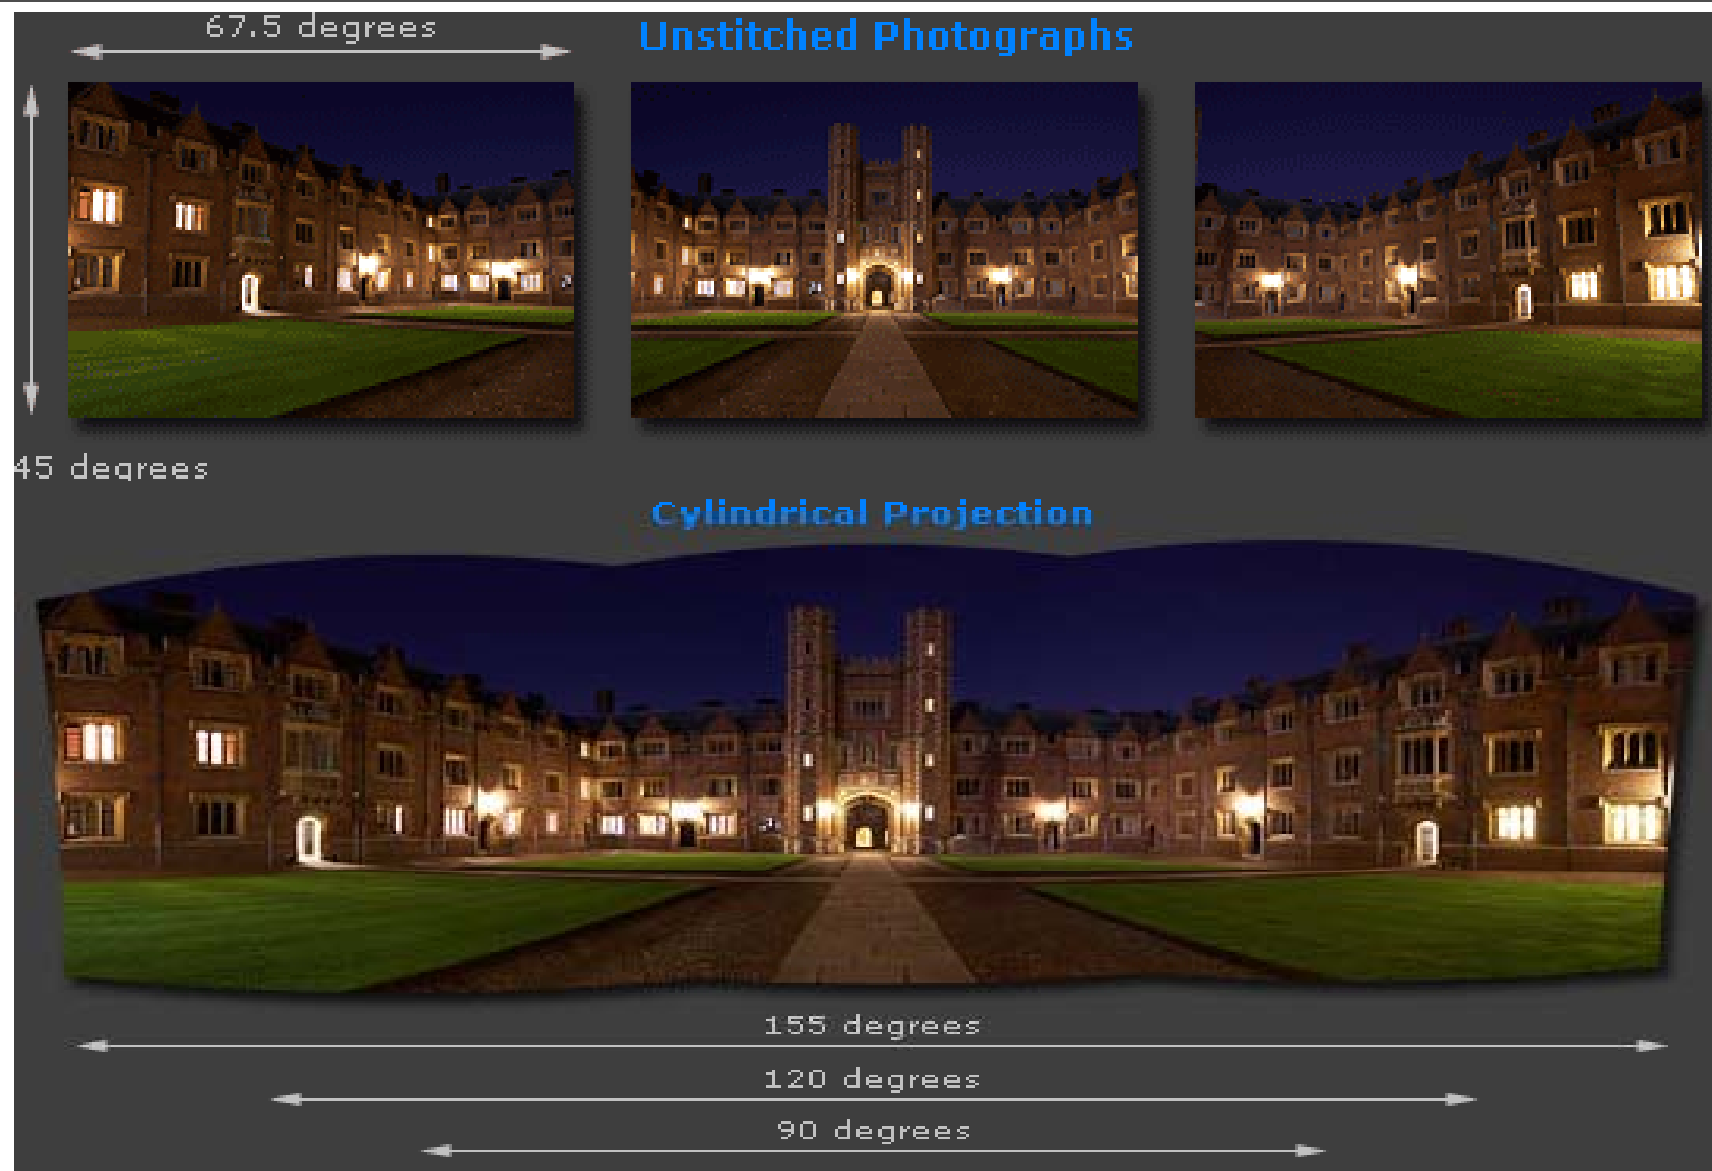 67.5 degrees
Unstitched Photographs
45 degrees
Cylindrical Projection
155 degrees
120 degrees
90 degrees